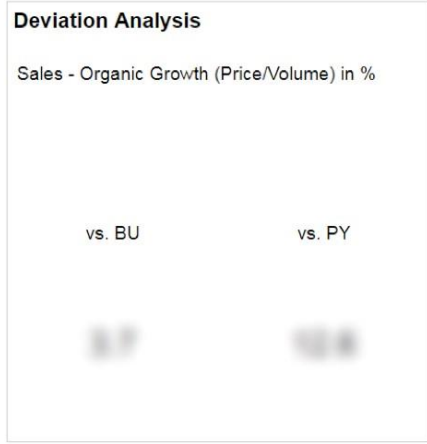 Deviation Analysis
Sales - Organic Growth (Price/Volume) in %
vs. BU vs. PY